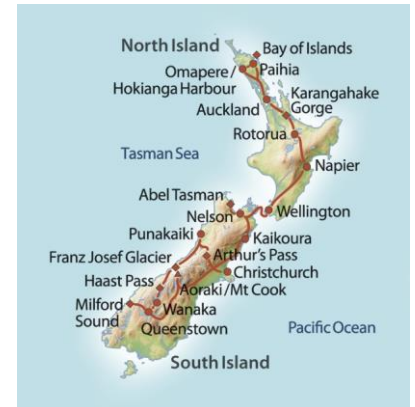 North Island
Bay of Islands
Omapere /
Hokianga Harbour
Paihia
Auckland
Karangahake
Gorge
Rotorua
Tasman Sea
Napier
Abel Tasman
Nelson
Wellington
Punakaiki
Kaikoura
Franz Josef Glacier
Arthur's Pass
Haast Pass
Christchurch
Aoraki /Mt Cook
Milford
Sound
Wanaka
Queenstown
Pacific Ocean
South Island